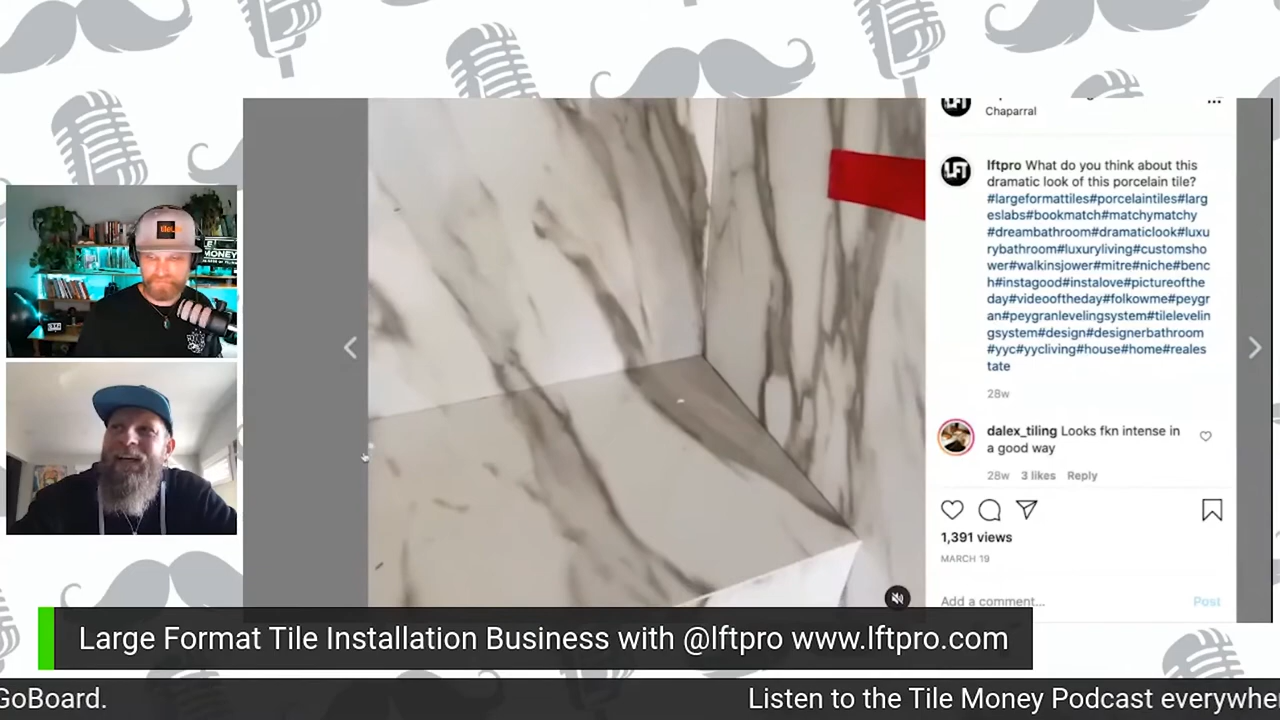 Chaparral
LFT
lftpro What do you think about this
dramatic look of this porcelain tile?
#largeformattiles#porcelaintiles#larg
eslabs#bookmatch#matchymatchy
#dreambathroom#dramaticlook#luxu
rybathroom#luxuryliving#customsho
wer#walkinsjower#mitre#niche#benc
h#instagood#instalove#pictureofthe
day#videooftheday#folkowme#peygr
an#peygranlevelingsystem#tilelevelin
gsystem#design#designerbathroom
#yyc#yycliving#house#home#reales
tate
28w
dalex_tiling Looks fkn intense in
a good way
28w 3 likes Reply
1,391 views
MARCH 19
Add a comment... Post
MONEY
Large Format Tile Installation Business with @lftpro www.lftpro.com
GoBoard. Listen to the Tile Money Podcast everywhe